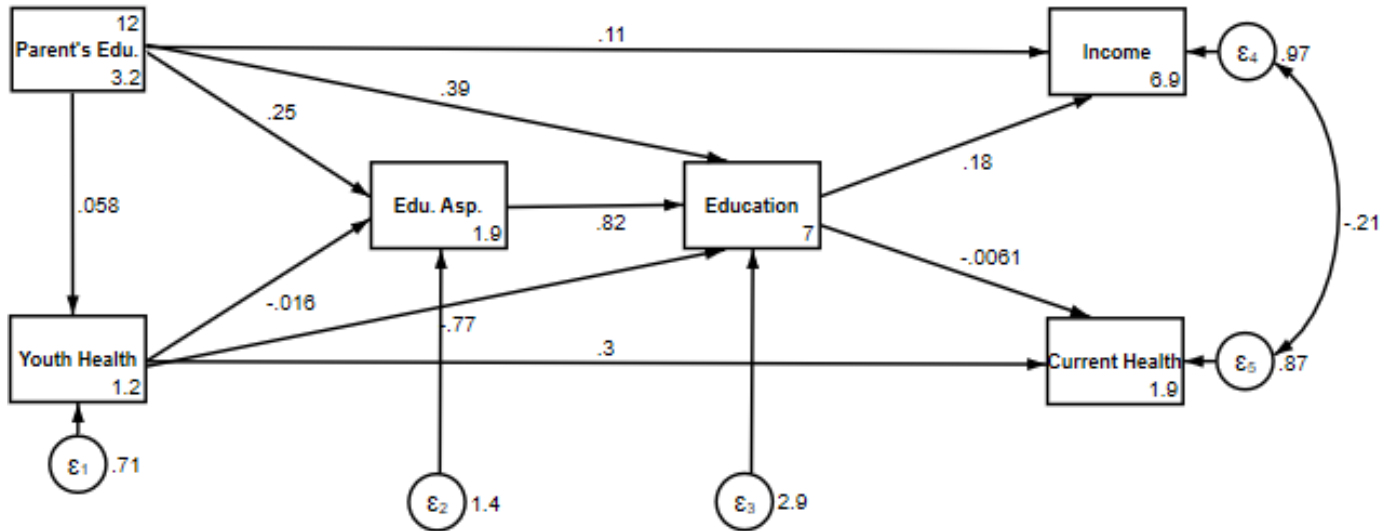 12
Parent's Edu.
3.2
.11
Income
6.9
ε4
.97
.39
.25
.18
.058
Edu. Asp.
1.9
.82
Education
7
-.21
-.0061
-.016
-.77
Youth Health
1.2
.3
Current Health
1.9
ε5
.87
ε1
.71
ε2
1.4
ε3
2.9